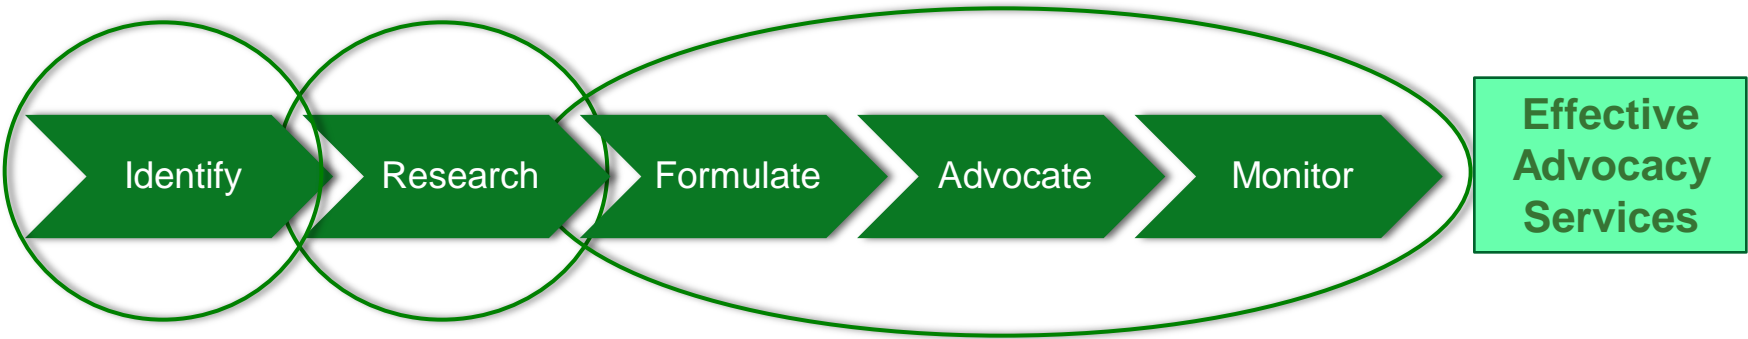 Identify
Research
Formulate
Advocate
Monitor
Effective
Advocacy
Services